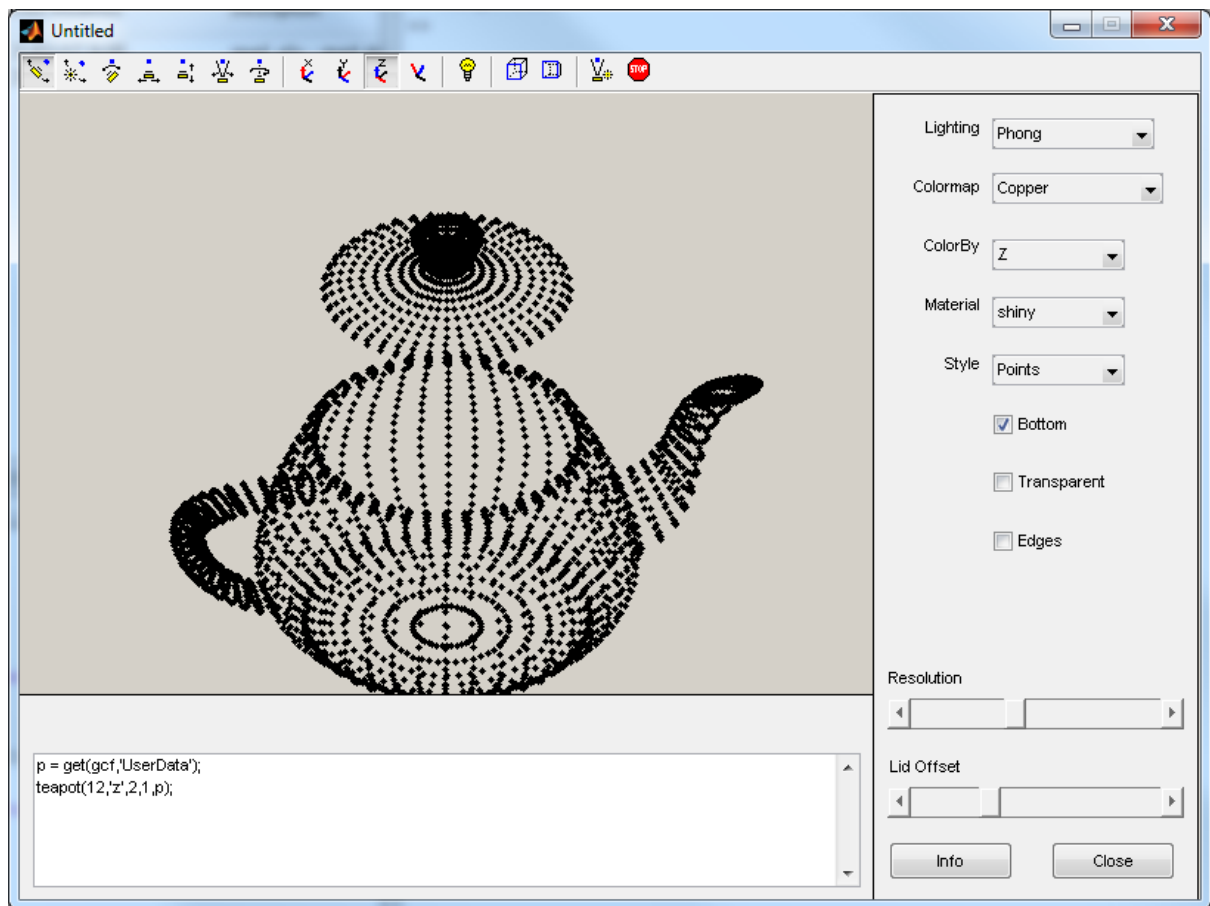 Untitled
X Y Z STOP
Lighting Phong
Colormap Copper
ColorBy Z
Material shiny
Style Points
Bottom
Transparent
Edges
Resolution
Lid Offset
Info Close
p = get(gcf,'UserData');
teapot(12,'z',2,1,p);